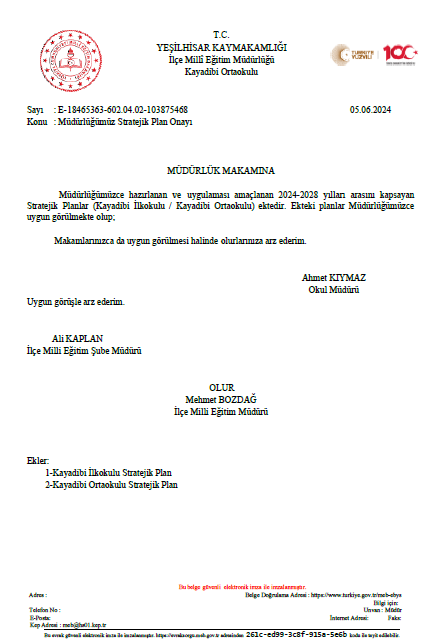 T.C.
YEŞİLHİSAR KAYMAKAMLIĞI
İlçe Millî Eğitim Müdürlüğü
Kayadibi Ortaokulu
TÜRKİYE
YÜZYILI
100
Sayı : E-18465363-602.04.02-103875468 05.06.2024
Konu : Müdürlüğümüz Stratejik Plan Onayı
MÜDÜRLÜK MAKAMINA
Müdürlüğümüzce hazırlanan ve uygulaması amaçlanan 2024-2028 yılları arasını kapsayan
Stratejik Planlar (Kayadibi İlkokulu / Kayadibi Ortaokulu) ektedir. Ekteki planlar Müdürlüğümüzce
uygun görülmekte olup;
Makamlarınızca da uygun görülmesi halinde olurlarınıza arz ederim.
Ahmet KIYMAZ
Okul Müdürü
Uygun görüşle arz ederim.
Ali KAPLAN
İlçe Milli Eğitim Şube Müdürü
OLUR
Mehmet BOZDAĞ
İlçe Milli Eğitim Müdürü
Ekler:
1-Kayadibi İlkokulu Stratejik Plan
2-Kayadibi Ortaokulu Stratejik Plan
Bu belge güvenli elektronik imza ile imzalanmıştır.
Adres : Belge Doğrulama Adresi : https://www.turkiye.gov.tr/meb-ebys
Bilgi için:
Telefon No : Unvan : Müdür
E-Posta: İnternet Adresi: Faks:
Kep Adresi : meb@hs01.kep.tr
Bu evrak güvenli elektronik imza ile imzalanmıştır. https://evraksorgu.meb.gov.tr adresinden 261c-ed99-3c8f-915a-5e6b kodu ile teyit edilebilir.